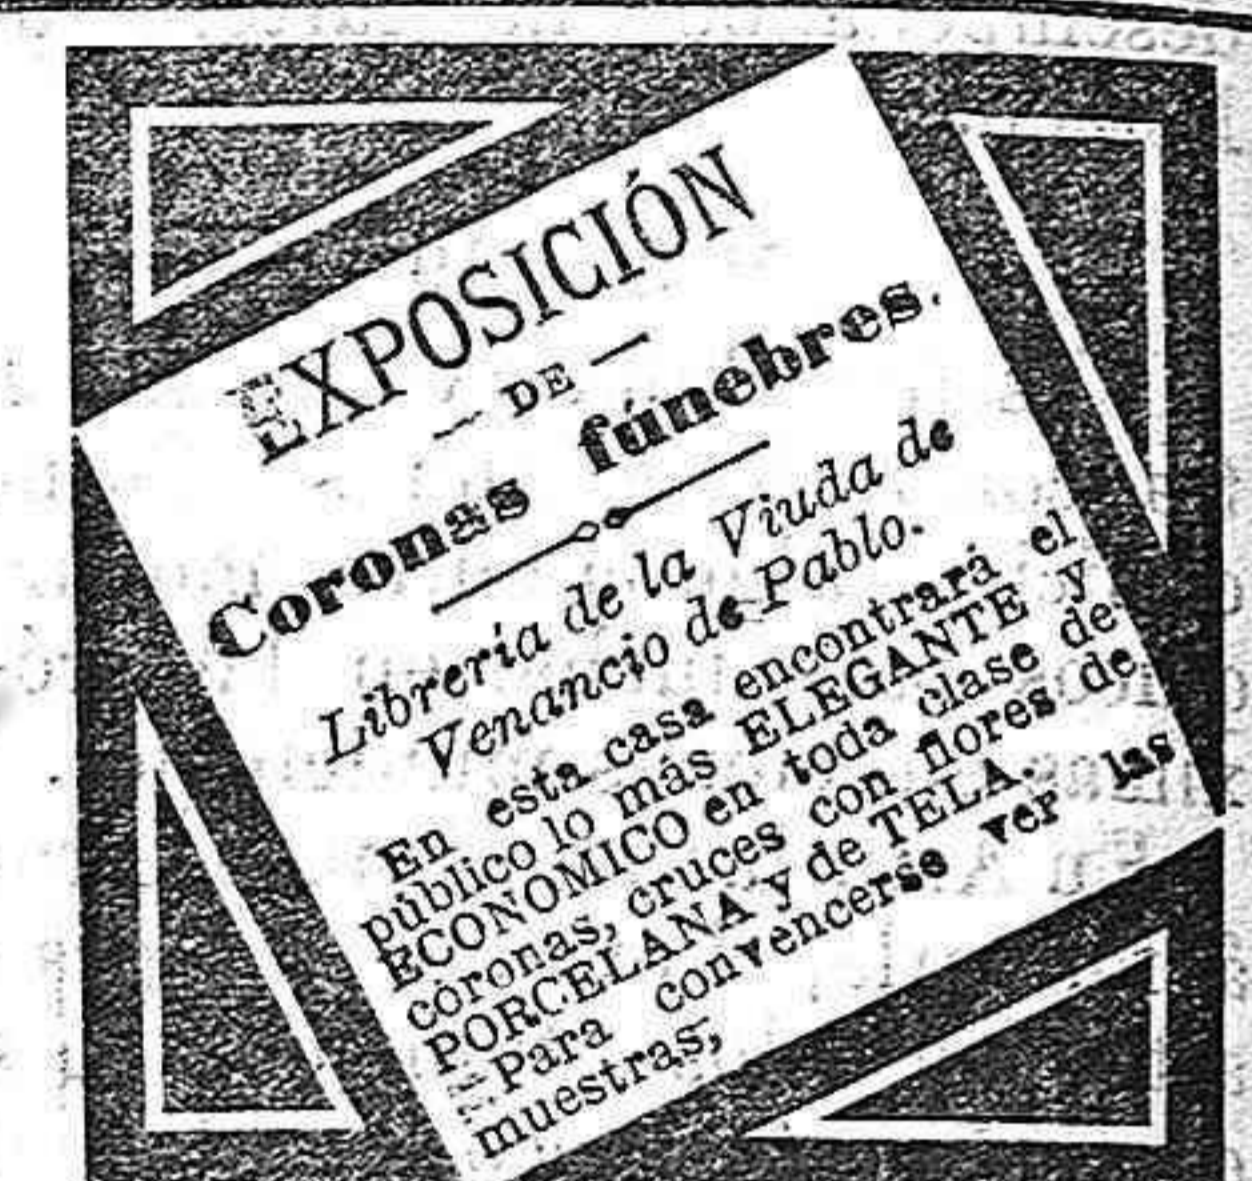 EXPOSICIÓN
— DE —
Coronas fúnebres.
Librería de la Viuda de
Venancio de Pablo.
En esta casa encontrará el
público lo más ELEGANTE y
ECONOMICO en toda clase de
coronas, cruces con flores de
PORCELANA y de TELA.
Para convencerse ver las
muestras,